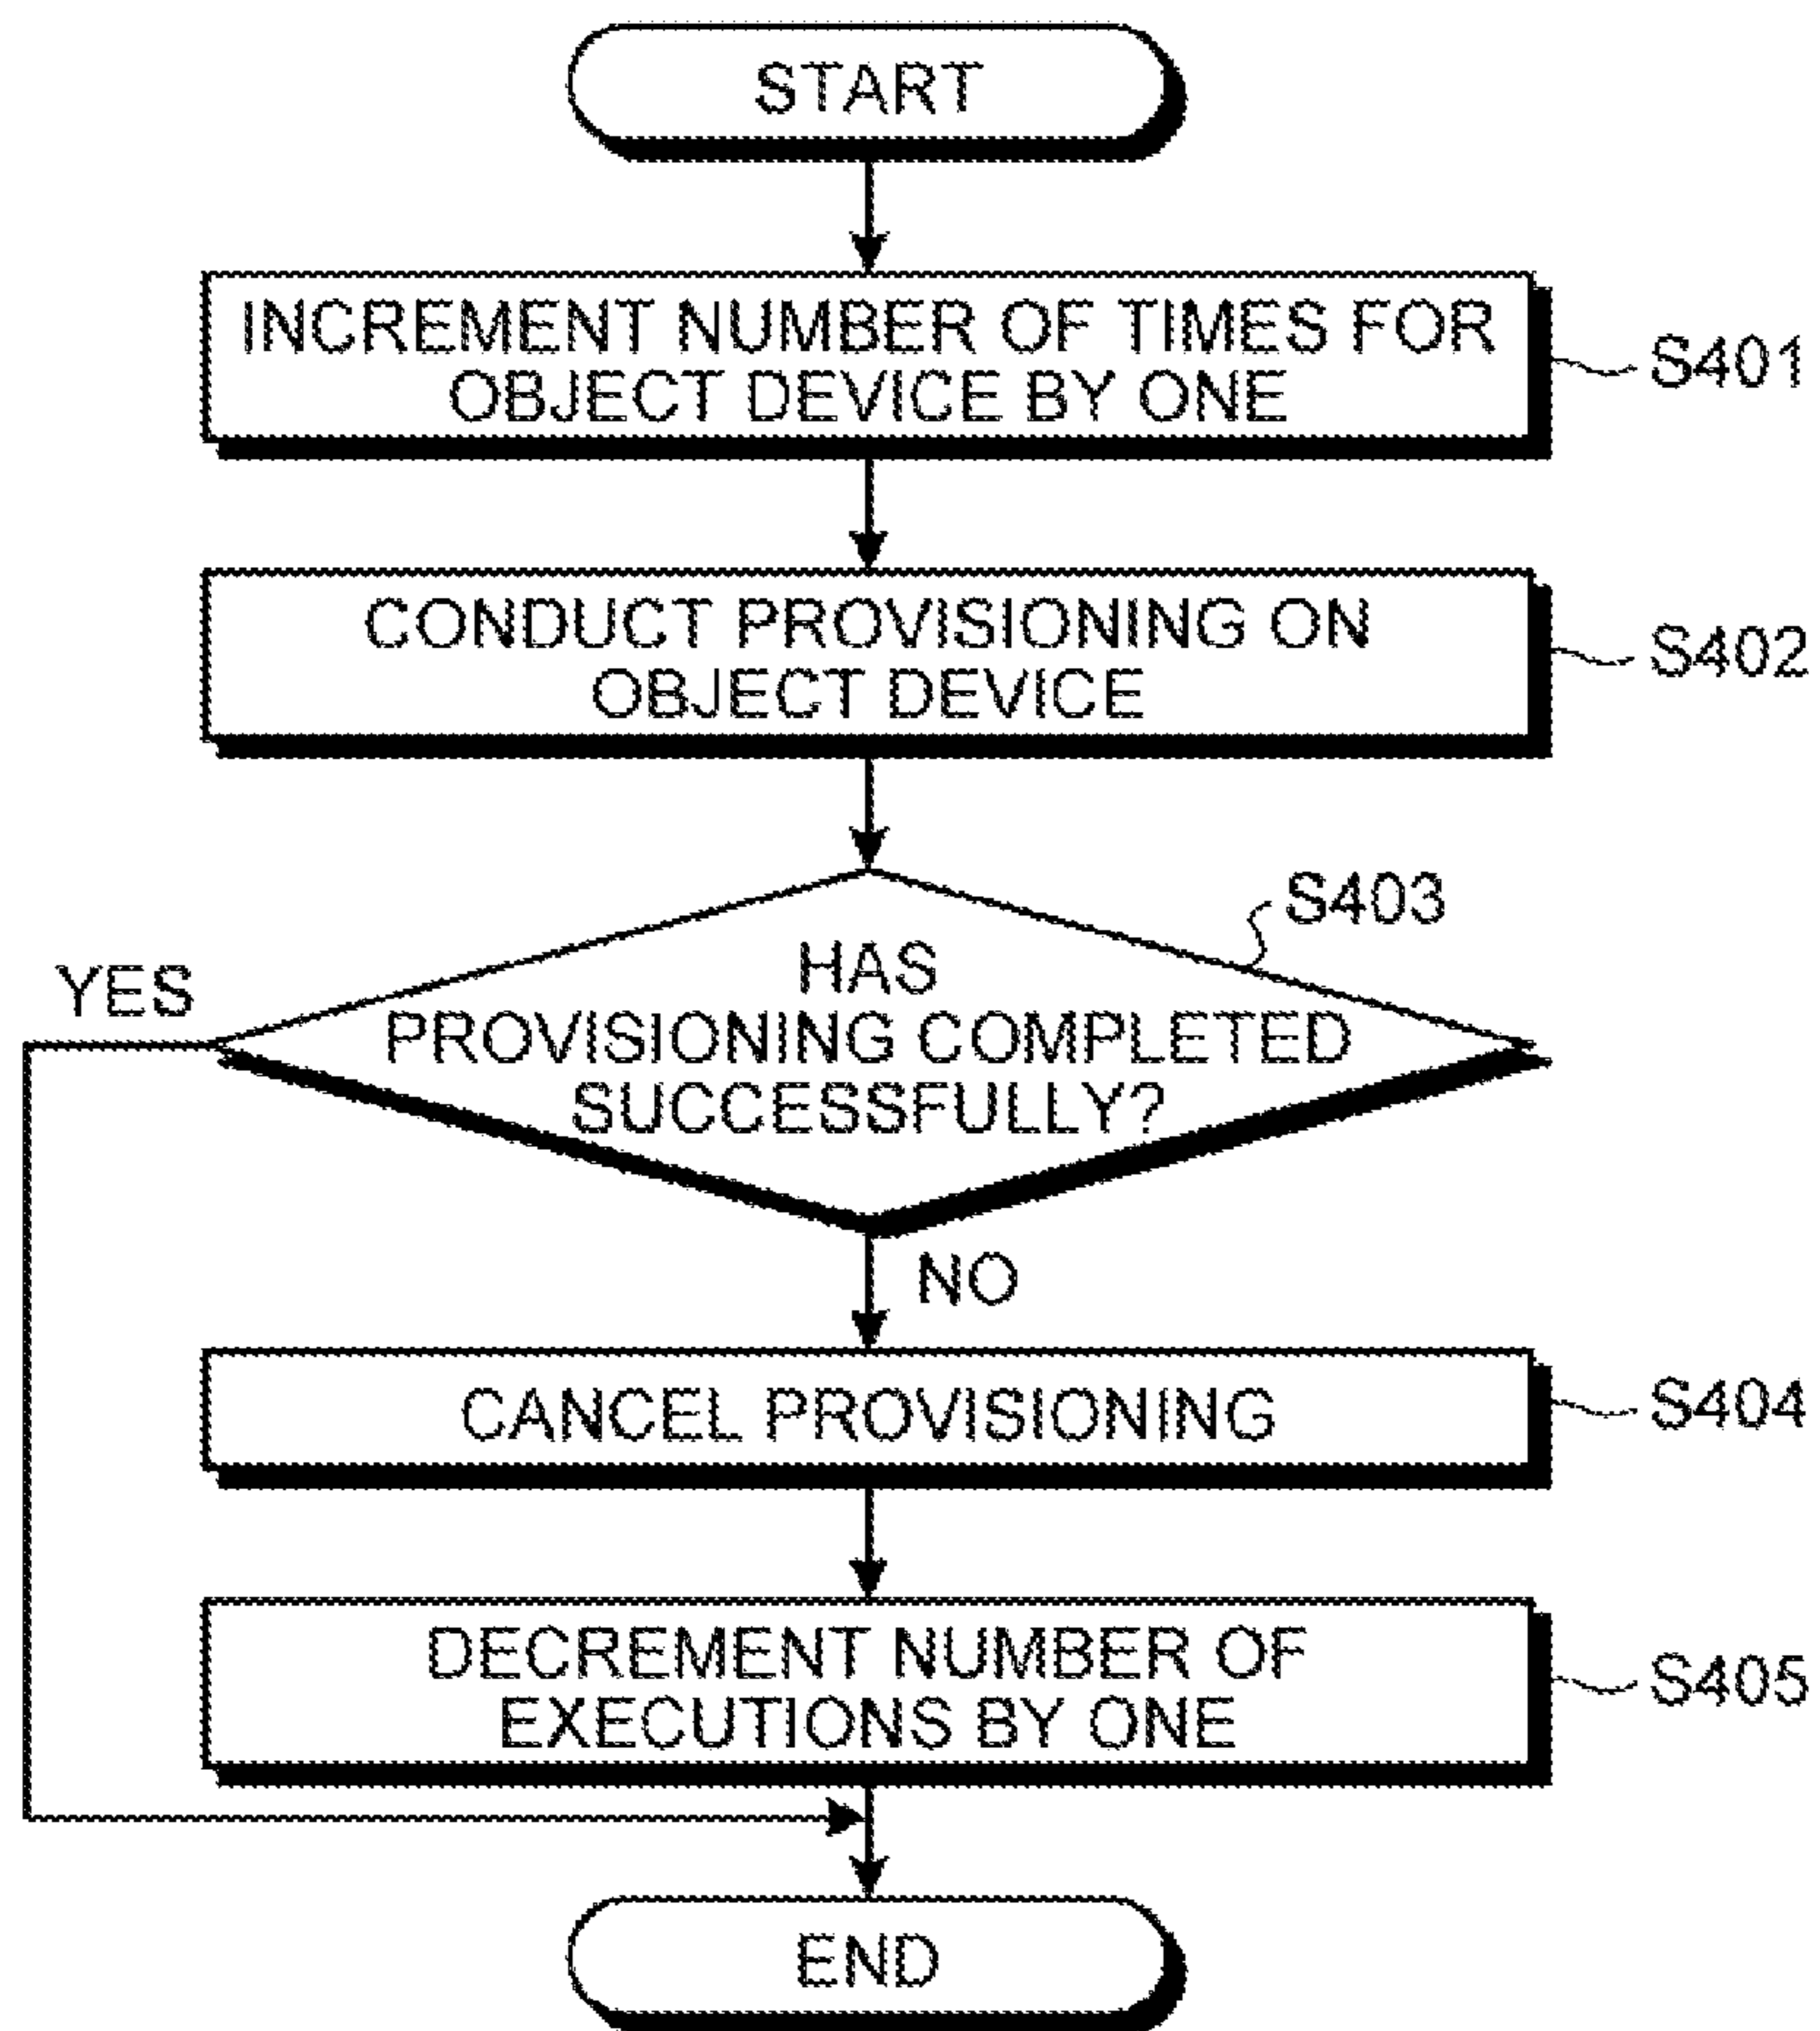 START
INCREMENT NUMBER OF TIMES FOR
OBJECT DEVICE BY ONE
S401
CONDUCT PROVISIONING ON
OBJECT DEVICE
S402
S403
HAS
PROVISIONING COMPLETED
SUCCESSFULLY?
YES
NO
CANCEL PROVISIONING
S404
DECREMENT NUMBER OF
EXECUTIONS BY ONE
S405
END